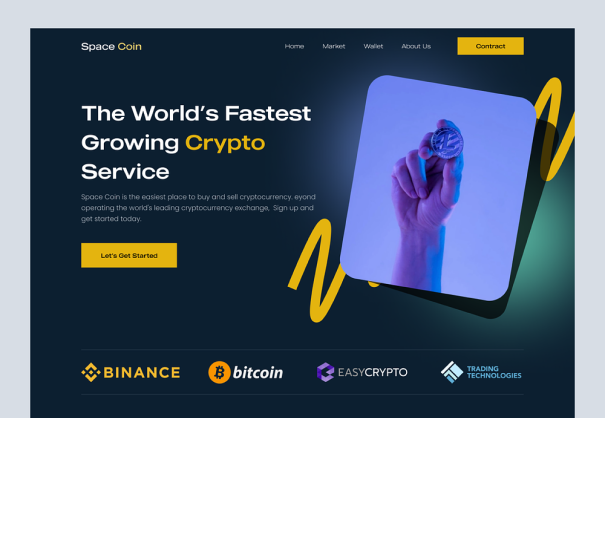 Space Coin
Home Market Wallet About Us Contract
The World's Fastest
Growing Crypto
Service
Space Coin is the easiest place to buy and sell cryptocurrency. eyond
operating the world's leading cryptocurrency exchange, Sign up and
get started today.
Let's Get Started
BINANCE
bitcoin
EASYCRYPTO
TRADING
TECHNOLOGIES